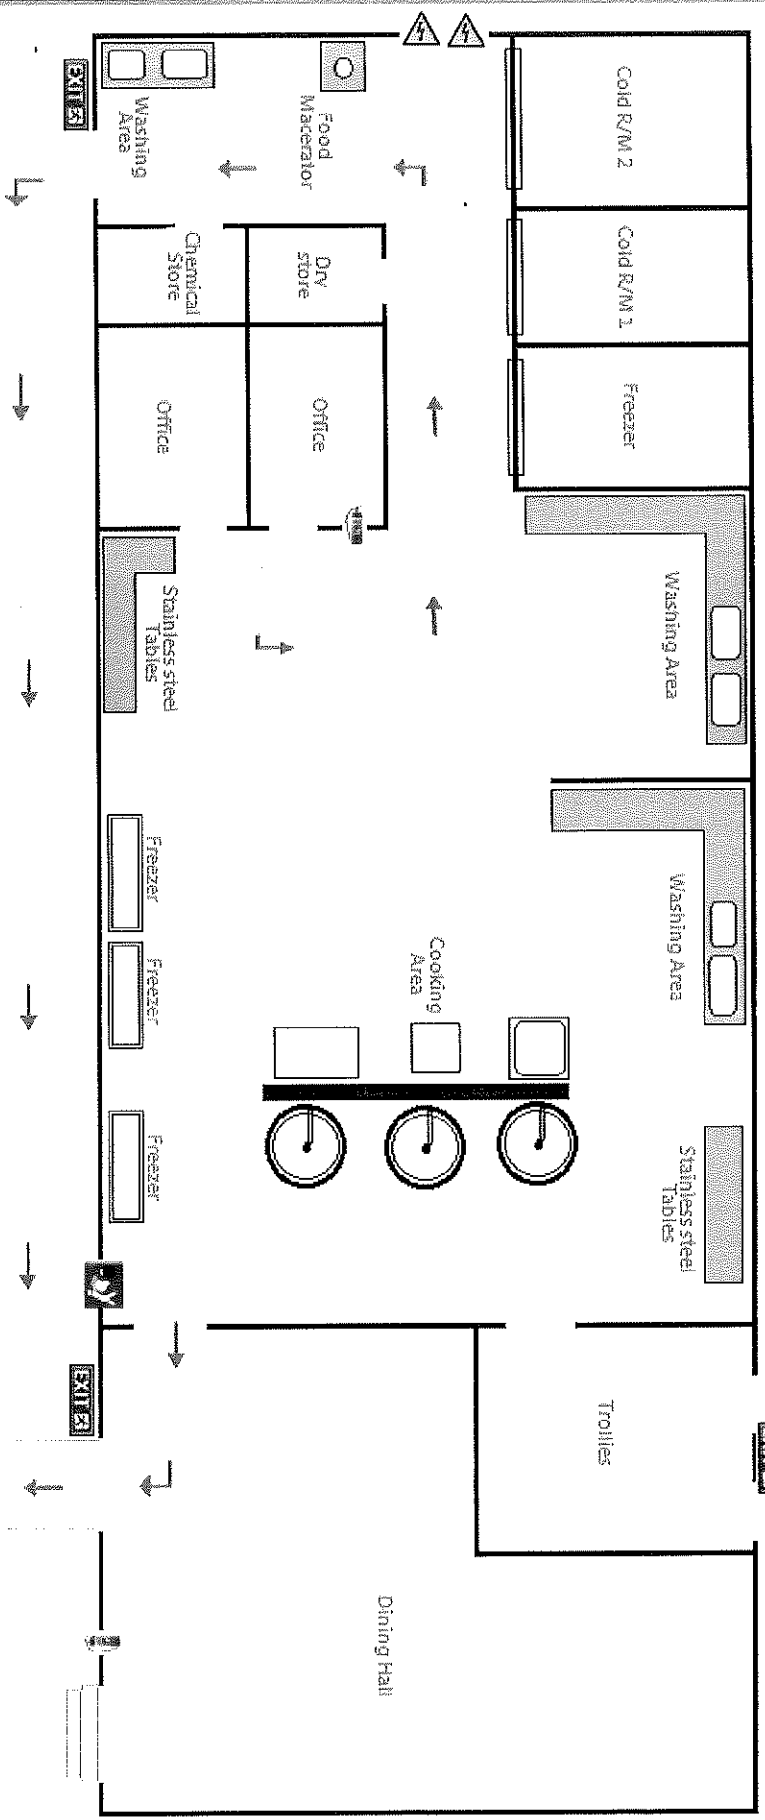 EXIT
Washing
Area
Food
Macerator
Cold R/M 2
Chemical
Store
Dry
store
Cold R/M 1
Office
Office
Freezer
Stainless steel
Tables
Washing Area
Freezer
Freezer
Freezer
Cooking
Area
Washing Area
Stainless steel
Tables
EXIT
Trollies
Dining Hall